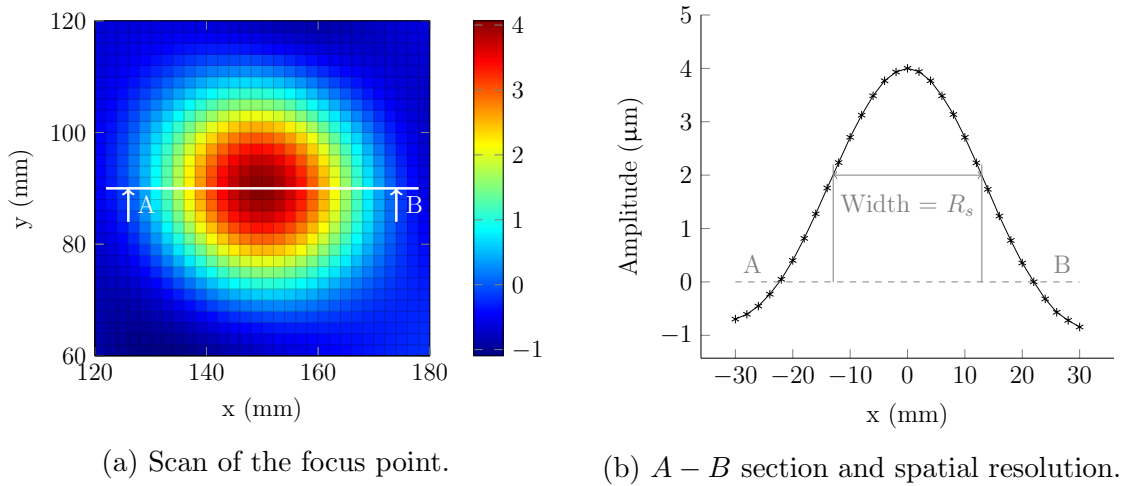 120
100
80
60
120
140
160
180
y (mm)
x (mm)
A
B
4
3
2
1
0
−1
(a) Scan of the focus point.
5
4
3
2
1
0
−1
Amplitude (µm)
Width = Rs
A
B
−30
−20
−10
0
10
20
30
x (mm)
(b) A − B section and spatial resolution.